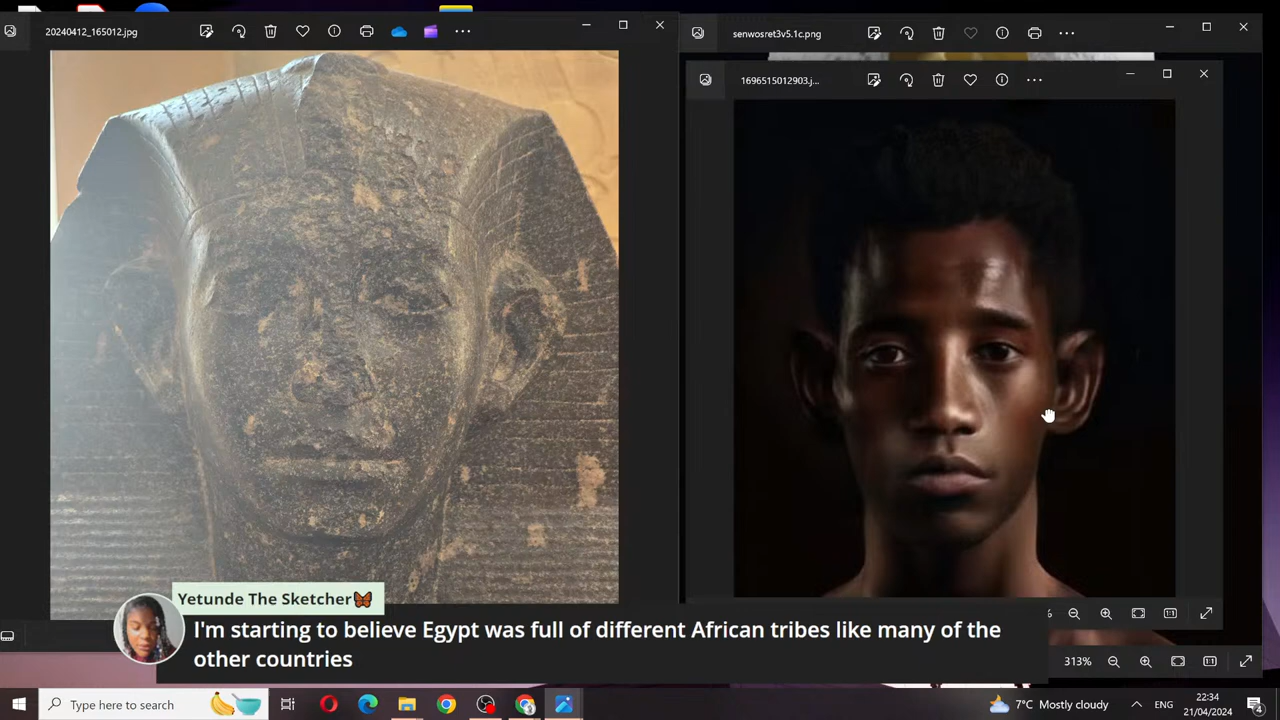 20240412_165012.jpg
senwosret3v5.1c.png
1696515012903.j...
Yetunde The Sketcher🦋
I'm starting to believe Egypt was full of different African tribes like many of the
other countries
%
313%
Type here to search
7°C Mostly cloudy
ENG
22:34
21/04/2024
4